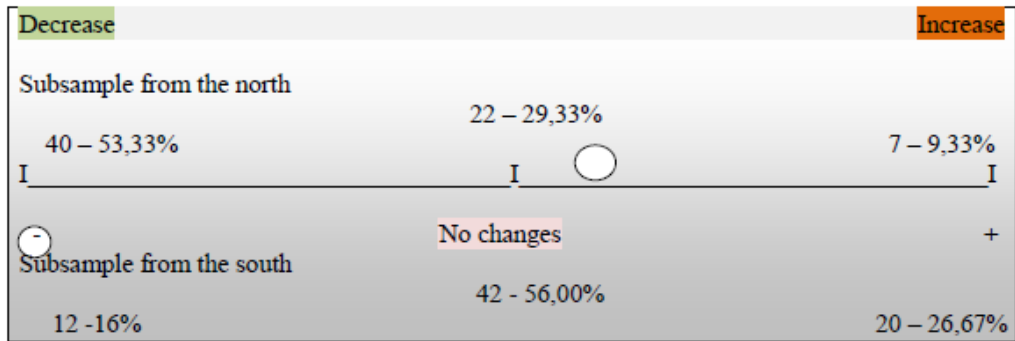 Decrease Increase
Subsample from the north
22 – 29,33%
40 – 53,33% 7 – 9,33%
I I I
- No changes +
Subsample from the south
42 - 56,00%
12 -16% 20 – 26,67%